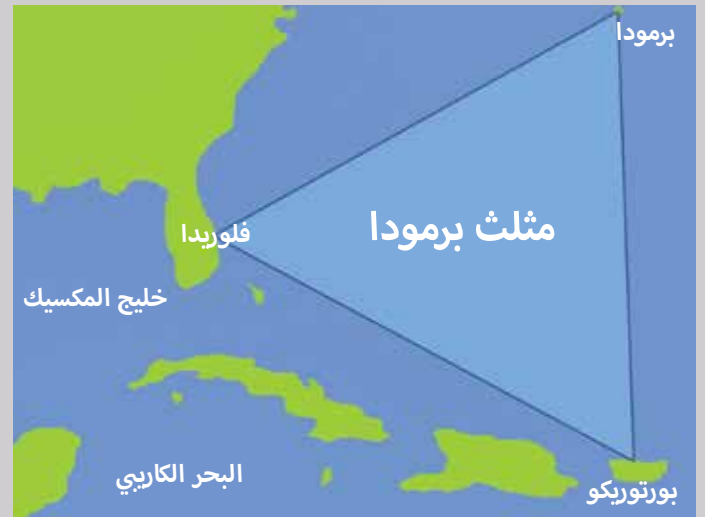 برمودا
مثلث برمودا
فلوريدا
خليج المكسيك
البحر الكاريبي
بورتوريكو